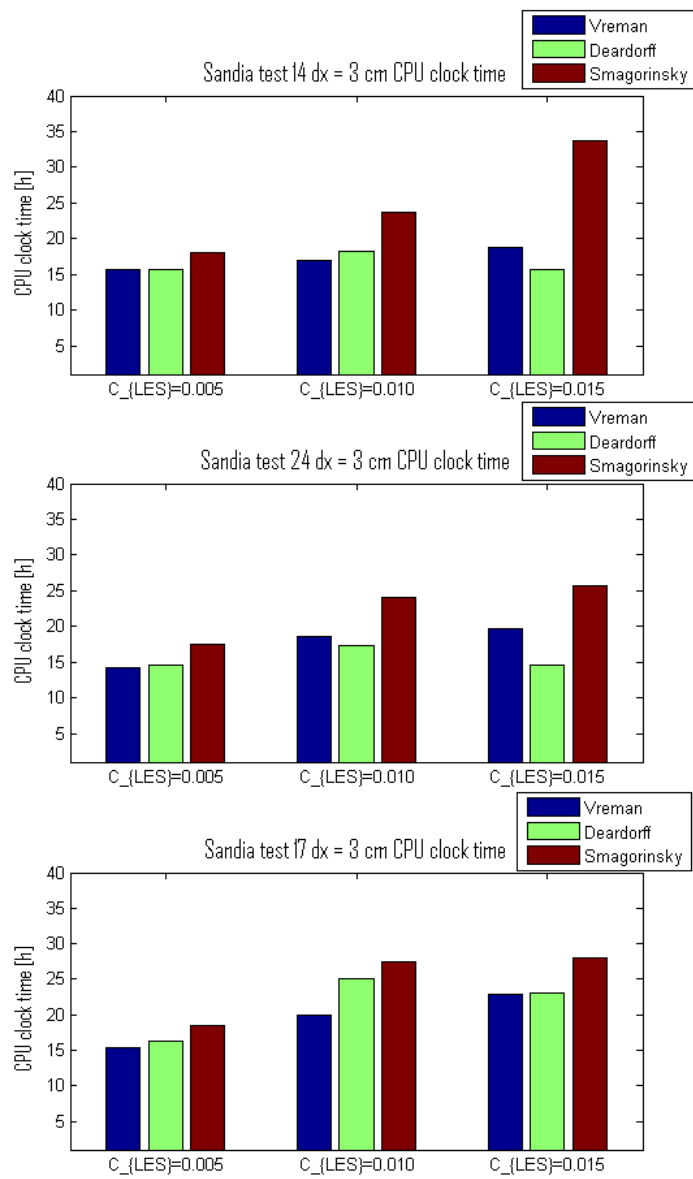 Vreman
Deardorff
Smagorinsky
Sandia test 14 dx = 3 cm CPU clock time
CPU clock time [h]
40
35
30
25
20
15
10
5
C_{LES}=0.005
C_{LES}=0.010
C_{LES}=0.015
Vreman
Deardorff
Smagorinsky
Sandia test 24 dx = 3 cm CPU clock time
CPU clock time [h]
40
35
30
25
20
15
10
5
C_{LES}=0.005
C_{LES}=0.010
C_{LES}=0.015
Vreman
Deardorff
Smagorinsky
Sandia test 17 dx = 3 cm CPU clock time
CPU clock time [h]
40
35
30
25
20
15
10
5
C_{LES}=0.005
C_{LES}=0.010
C_{LES}=0.015